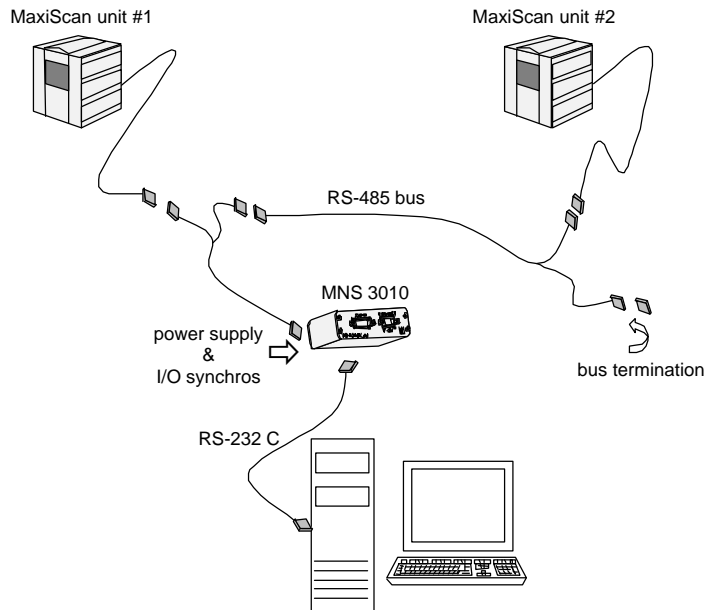 MaxiScan unit #1
MaxiScan unit #2
RS-485 bus
MNS 3010
power supply
&
I/O synchros
bus termination
RS-232 C